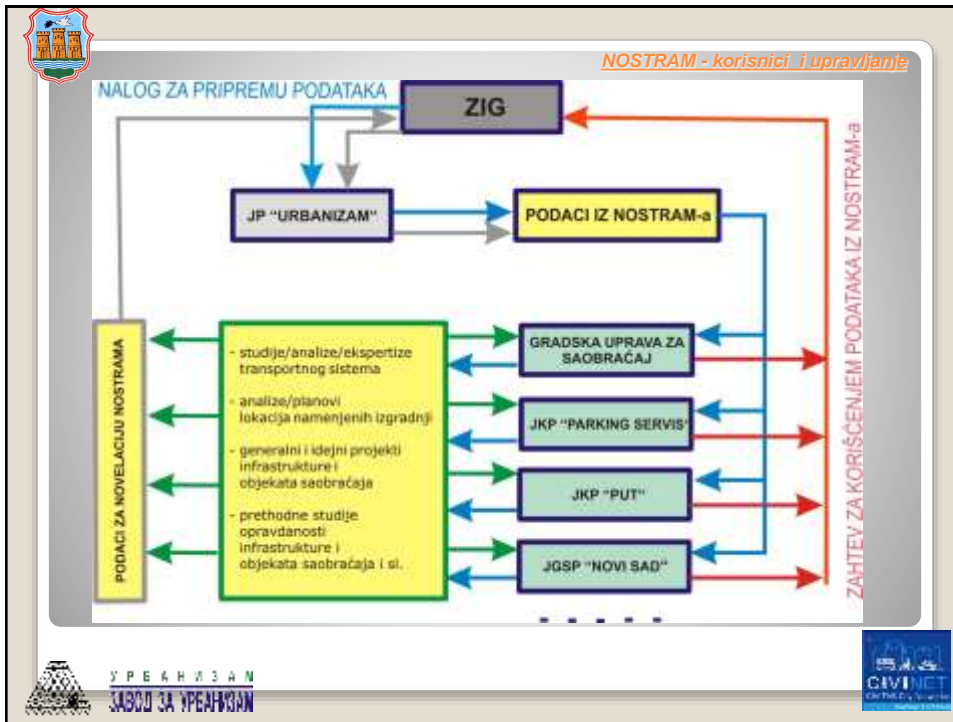 NOSTRAM - korisnici i upravljanje
NALOG ZA PRIPREMU PODATAKA
ZIG
JP "URBANIZAM"
PODACI IZ NOSTRAM-a
ZAHTEV ZA KORIŠĆENJEM PODATAKA IZ NOSTRAM-a
PODACI ZA NOVELACIJU NOSTRAMA
- studije/analize/ekspertize
transportnog sistema
- analize/planovi
lokacija namenjenih izgradnji
- generalni i idejni projekti
infrastrukture i
objekata saobraćaja
- prethodne studije
opravdanosti
infrastrukture i
objekata saobraćaja i sl.
GRADSKA UPRAVA ZA
SAOBRAĆAJ
JKP "PARKING SERVIS"
JKP "PUT"
JGSP "NOVI SAD"
УРБАНИЗАМ
ЗАВОД ЗА УРБАНИЗАМ
CIVINET